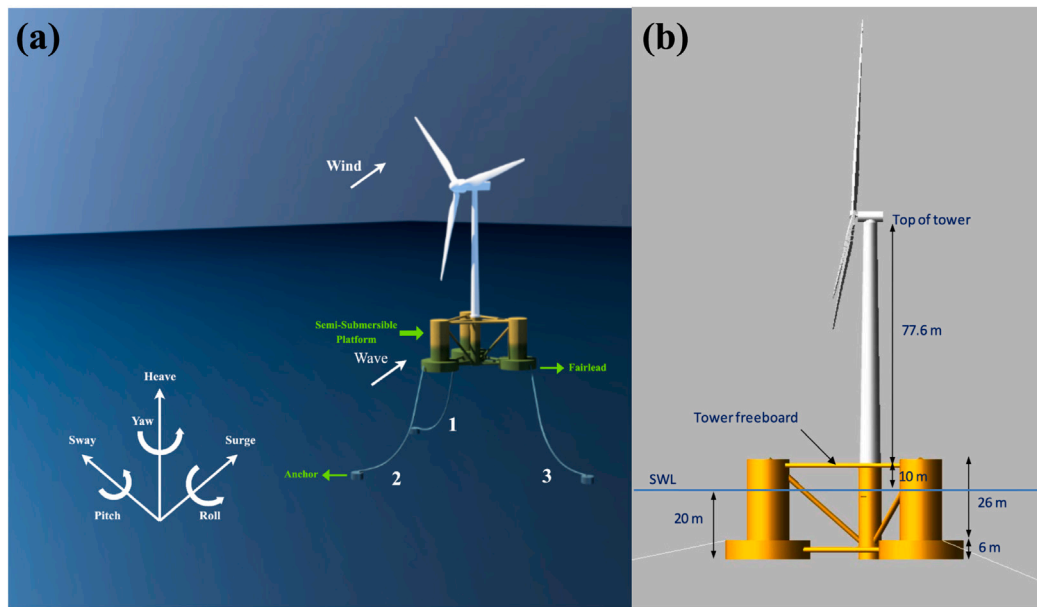 (a)
Wind
Semi-Submersible
Platform
Wave
Fairlead
Heave
1
Yaw
Sway
Surge
Anchor
2
3
Pitch
Roll
(b)
Top of tower
77.6 m
Tower freeboard
10 m
SWL
26 m
20 m
6 m